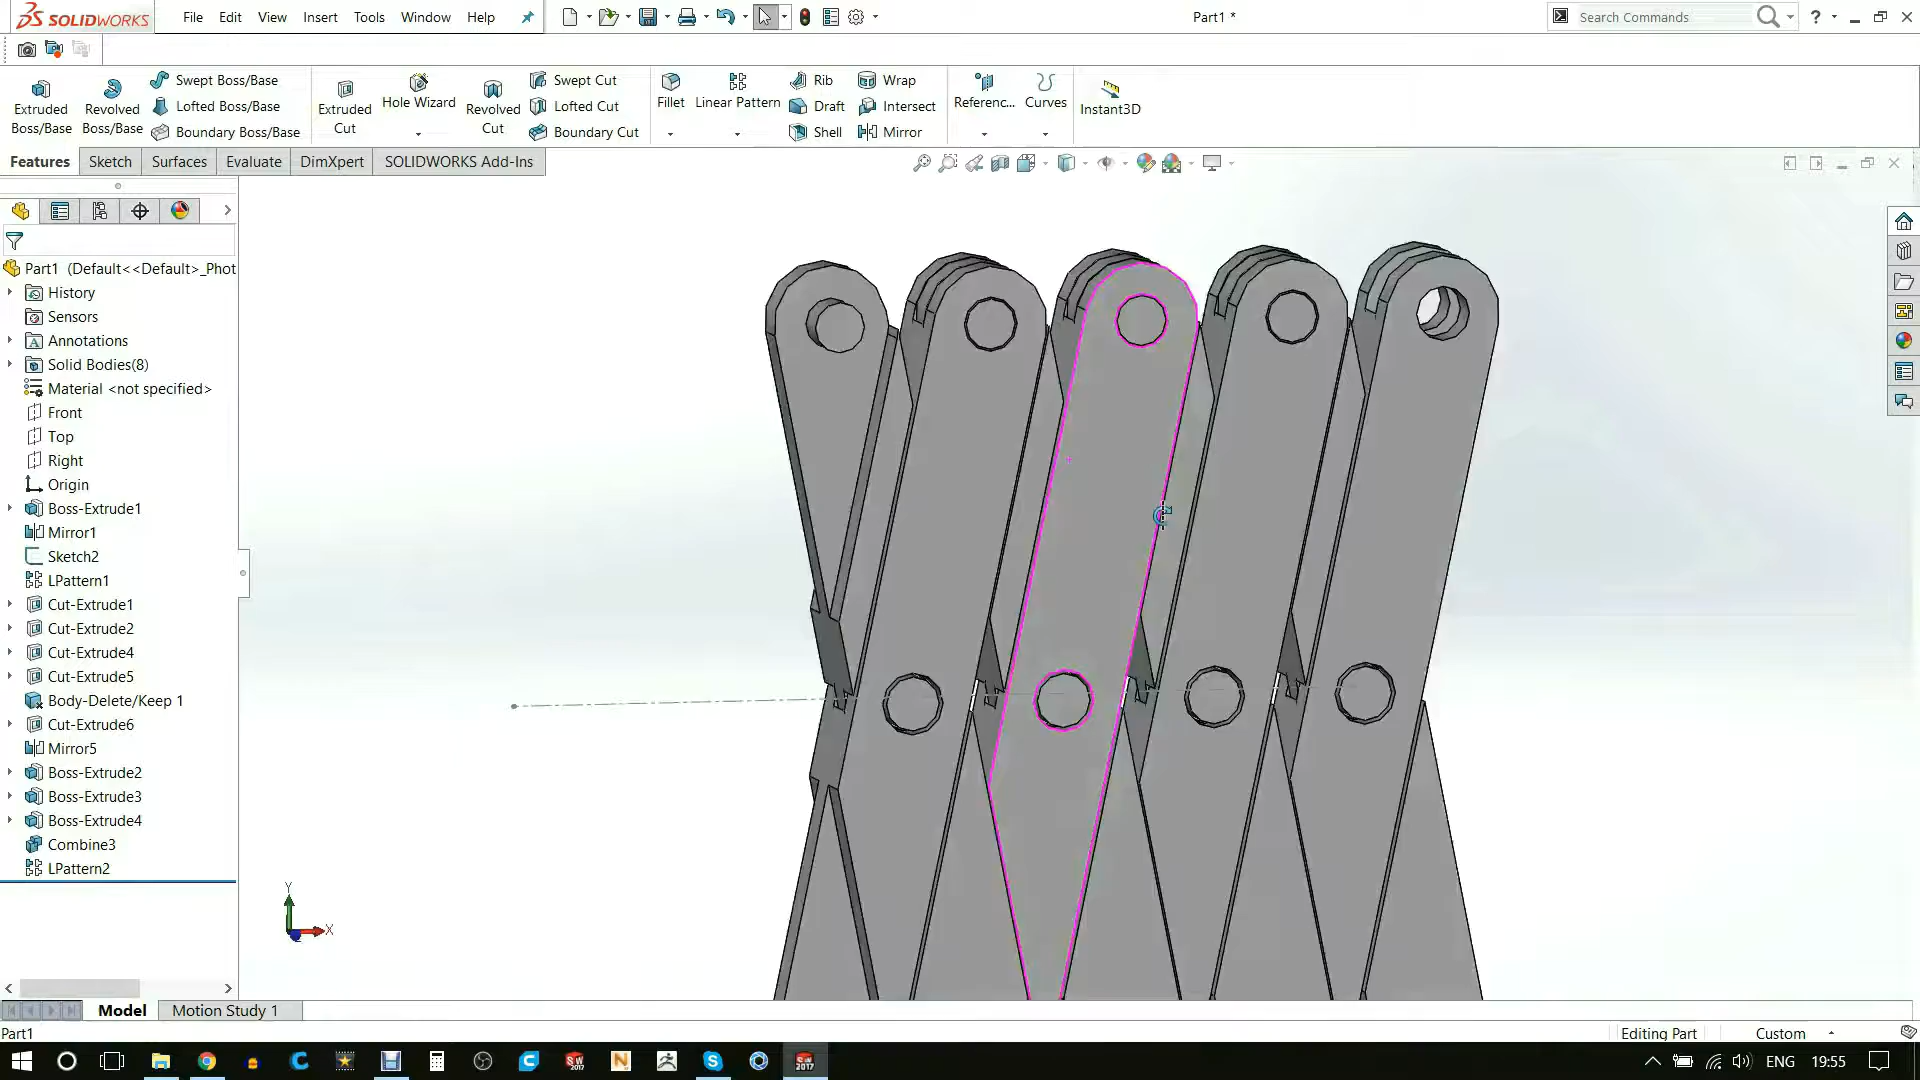 SOLIDWORKS
File Edit View Insert Tools Window Help
Part1 *
Search Commands
Extruded Boss/Base
Revolved Boss/Base
Swept Boss/Base
Lofted Boss/Base
Boundary Boss/Base
Extruded Cut
Hole Wizard
Revolved Cut
Swept Cut
Lofted Cut
Boundary Cut
Fillet
Linear Pattern
Rib
Draft
Shell
Wrap
Intersect
Mirror
Referenc...
Curves
Instant3D
Features Sketch Surfaces Evaluate DimXpert SOLIDWORKS Add-Ins
Part1 (Default<<Default>_Phot
History
Sensors
Annotations
Solid Bodies(8)
Material <not specified>
Front
Top
Right
Origin
Boss-Extrude1
Mirror1
Sketch2
LPattern1
Cut-Extrude1
Cut-Extrude2
Cut-Extrude4
Cut-Extrude5
Body-Delete/Keep 1
Cut-Extrude6
Mirror5
Boss-Extrude2
Boss-Extrude3
Boss-Extrude4
Combine3
LPattern2
Y
X
Model Motion Study 1
Part1
Editing Part Custom
ENG 19:55